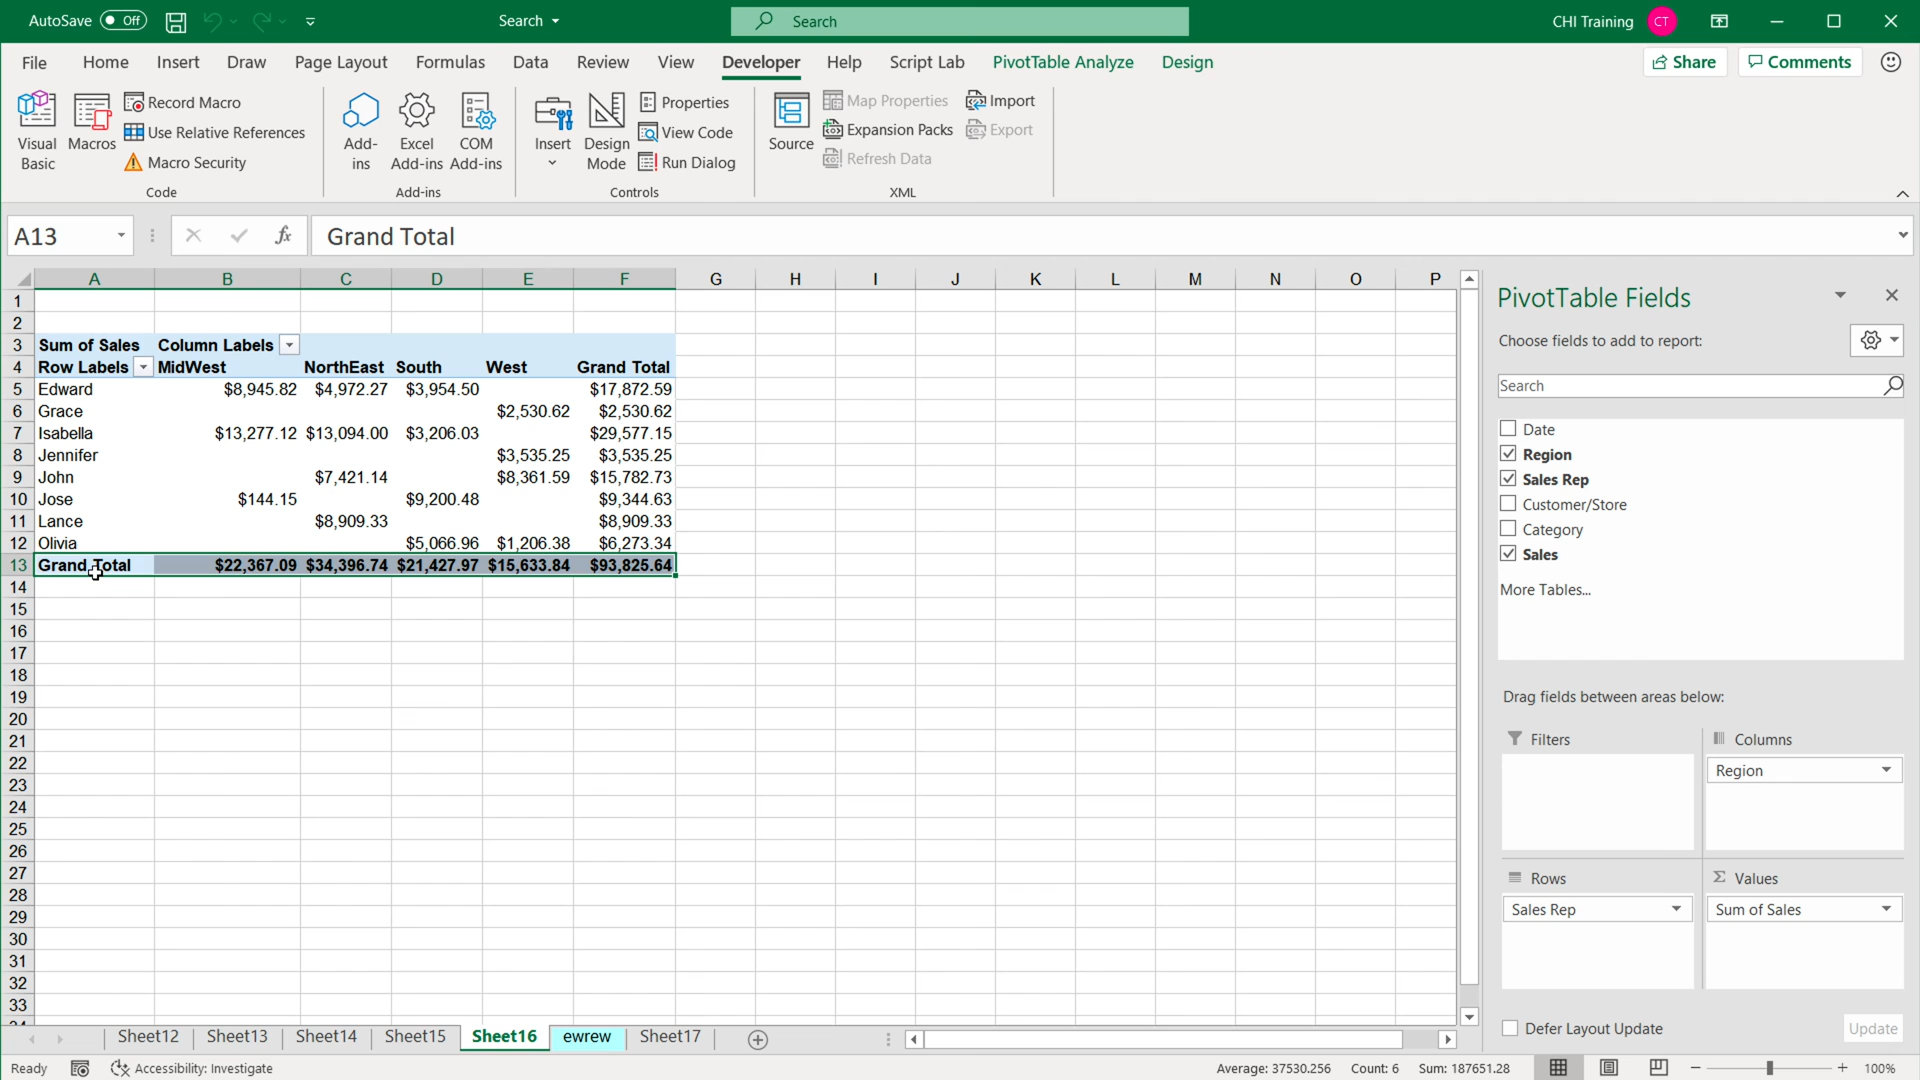 AutoSave Off Search Search CHI Training CT
File Home Insert Draw Page Layout Formulas Data Review View Developer Help Script Lab PivotTable Analyze Design Share Comments
Visual Basic
Macros
Record Macro
Use Relative References
Macro Security
Code
Add-ins
Excel Add-ins
COM Add-ins
Add-ins
Insert
Design Mode
Properties
View Code
Run Dialog
Controls
Source
Map Properties
Expansion Packs
Refresh Data
Import
Export
XML
A13 fx Grand Total
A B C D E F G H I J K L M N O P
1
2
3 Sum of Sales Column Labels
4 Row Labels MidWest NorthEast South West Grand Total
5 Edward $8,945.82 $4,972.27 $3,954.50 $17,872.59
6 Grace $2,530.62 $2,530.62
7 Isabella $13,277.12 $13,094.00 $3,206.03 $29,577.15
8 Jennifer $3,535.25 $3,535.25
9 John $7,421.14 $8,361.59 $15,782.73
10 Jose $144.15 $9,200.48 $9,344.63
11 Lance $8,909.33 $8,909.33
12 Olivia $5,066.96 $1,206.38 $6,273.34
13 Grand Total $22,367.09 $34,396.74 $21,427.97 $15,633.84 $93,825.64
14
15
16
17
18
19
20
21
22
23
24
25
26
27
28
29
30
31
32
33
PivotTable Fields
Choose fields to add to report:
Search
Date
Region
Sales Rep
Customer/Store
Category
Sales
More Tables...
Drag fields between areas below:
Filters
Columns
Region
Rows
Sales Rep
Values
Sum of Sales
Defer Layout Update Update
Sheet12 Sheet13 Sheet14 Sheet15 Sheet16 ewrew Sheet17
Ready Accessibility: Investigate Average: 37530.256 Count: 6 Sum: 187651.28 100%